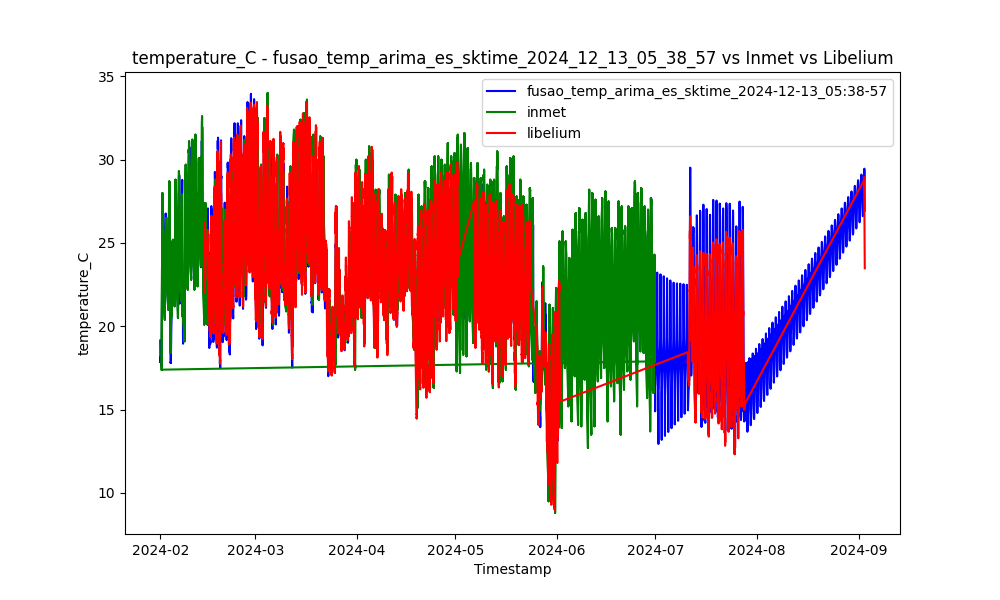 temperature_C - fusao_temp_arima_es_sktime_2024_12_13_05_38_57 vs Inmet vs Libelium
fusao_temp_arima_es_sktime_2024-12-13_05:38-57
inmet
libelium
temperature_C
35
30
25
20
15
10
2024-02 2024-03 2024-04 2024-05 2024-06 2024-07 2024-08 2024-09
Timestamp